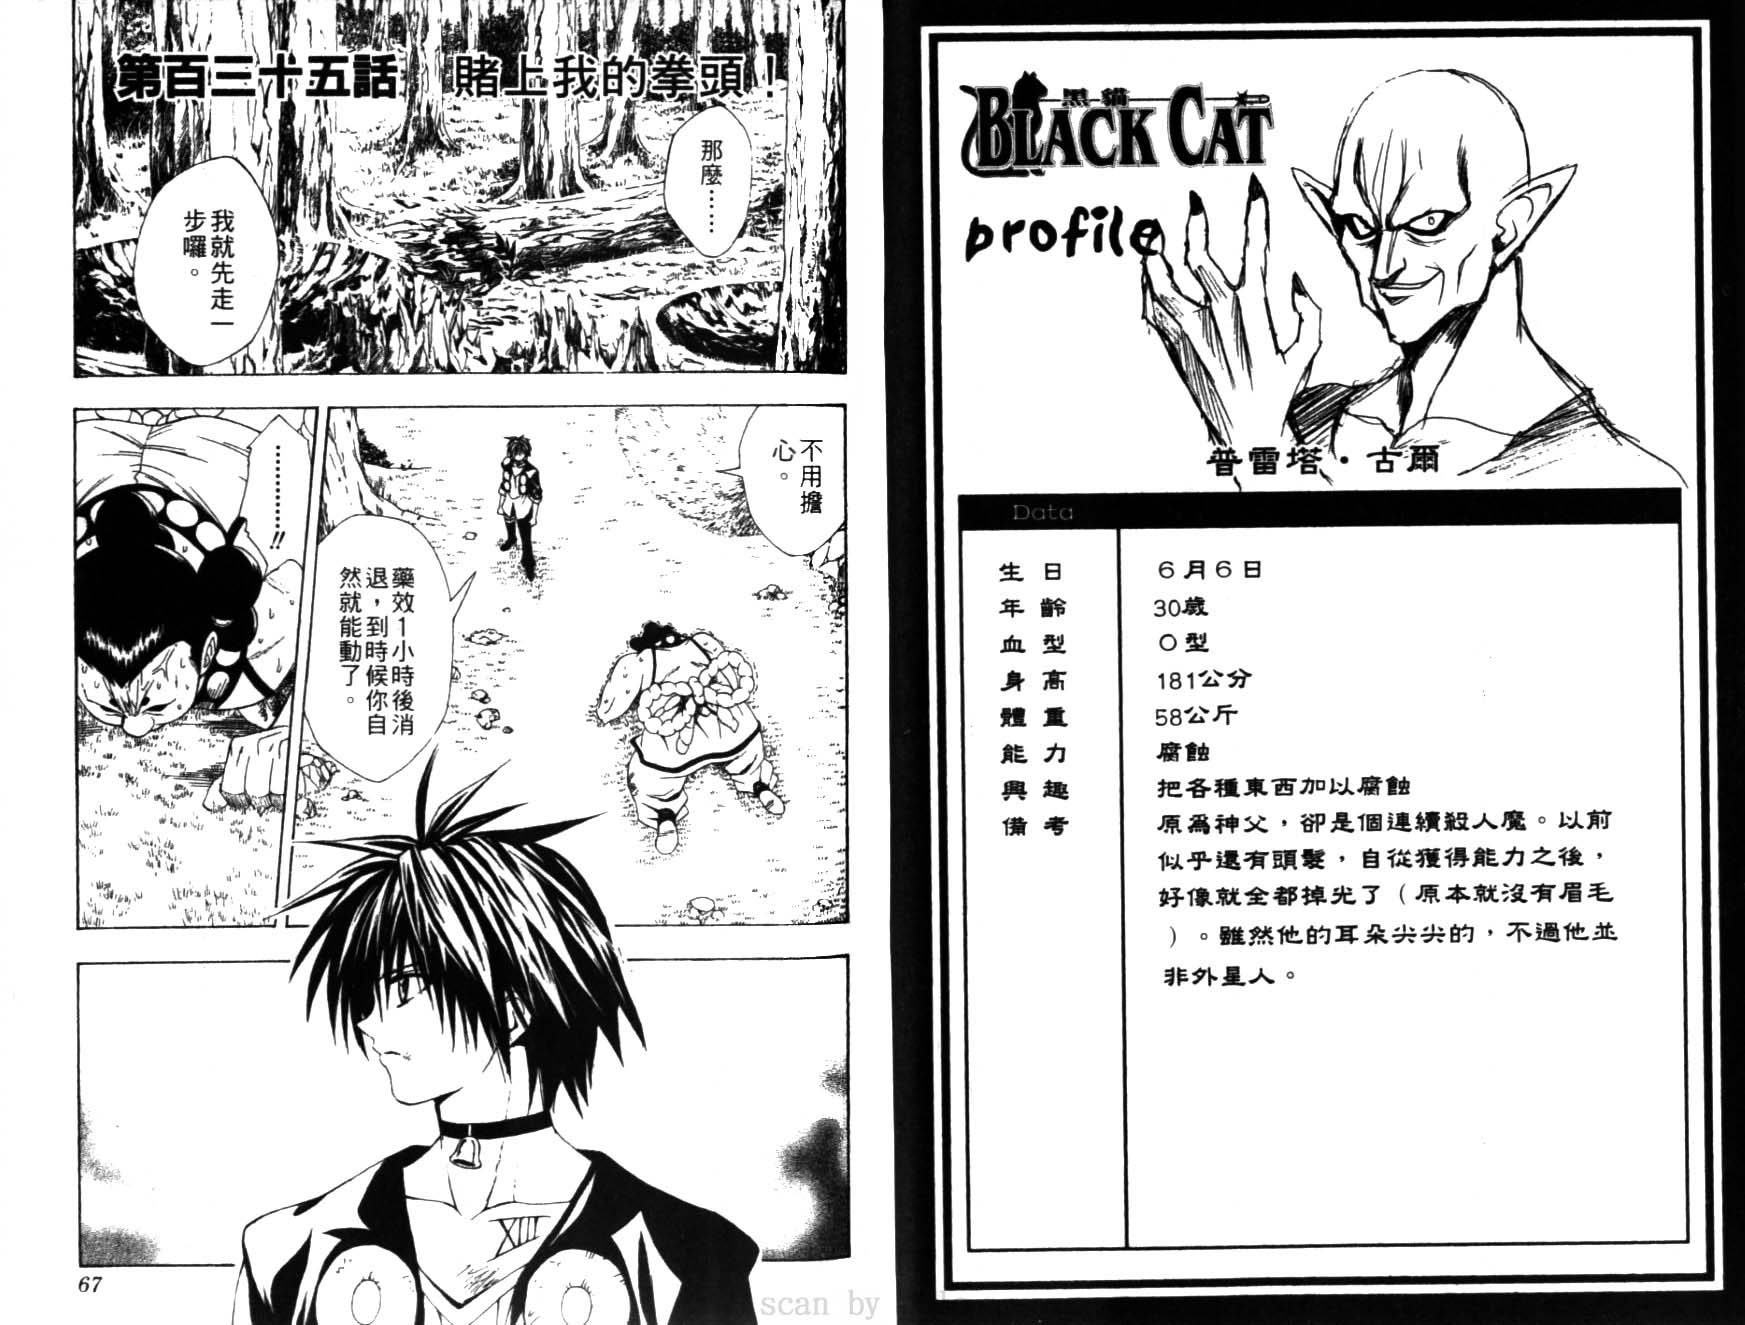 BLACK CAT
黑貓
profile
普雷塔·古爾
Data
生日 6月6日
年齡 30歲
血型 O型
身高 181公分
體重 58公斤
能力 腐蝕
興趣 把各種東西加以腐蝕
備考 原為神父,卻是個連續殺人魔。以前
似乎還有頭髮,自從獲得能力之後,
好像就全都掉光了(原本就沒有眉毛
)。雖然他的耳朵尖尖的,不過他並
非外星人。
第百三十五話 賭上我的拳頭!
那麼……
我就先走一
步囉。
不用擔
心。
藥效1小時後消
退,到時候你自
然就能動了。
…………!!
XIII
67
scan by